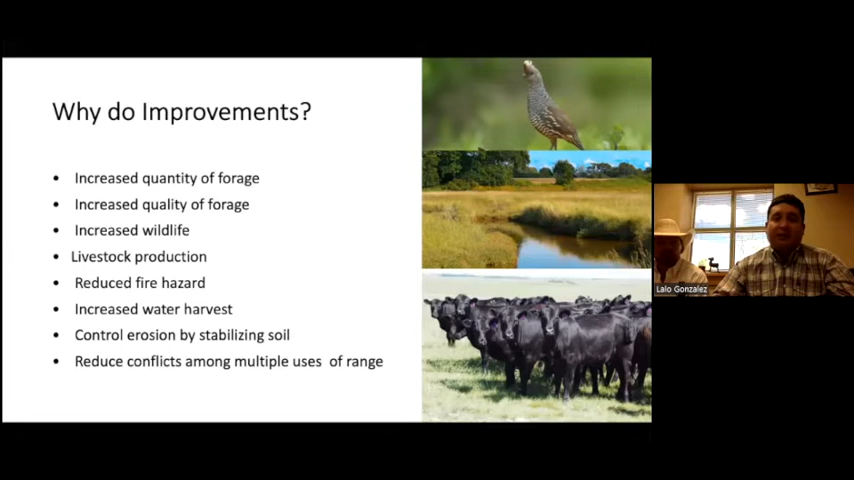 Why do Improvements?
• Increased quantity of forage
• Increased quality of forage
• Increased wildlife
• Livestock production
• Reduced fire hazard
• Increased water harvest
• Control erosion by stabilizing soil
• Reduce conflicts among multiple uses of range
Lalo Gonzalez